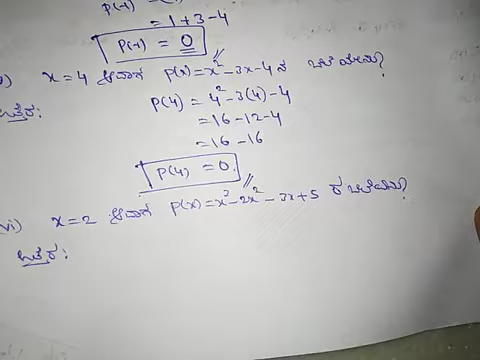 P(-1) =
= 1+3-4
P(-1) = 0
x=4 ಆದಾಗ P(x)=x²-3x-4 ನ ಬೆಲೆಯೇನು?
ಉತ್ತರ: P(4) = 4²-3(4)-4
= 16-12-4
= 16-16
P(4) = 0.
vi) x=2 ಆದಾಗ P(x)=x³-2x²-3x+5 ರ ಬೆಲೆಯೇನು?
ಉತ್ತರ: